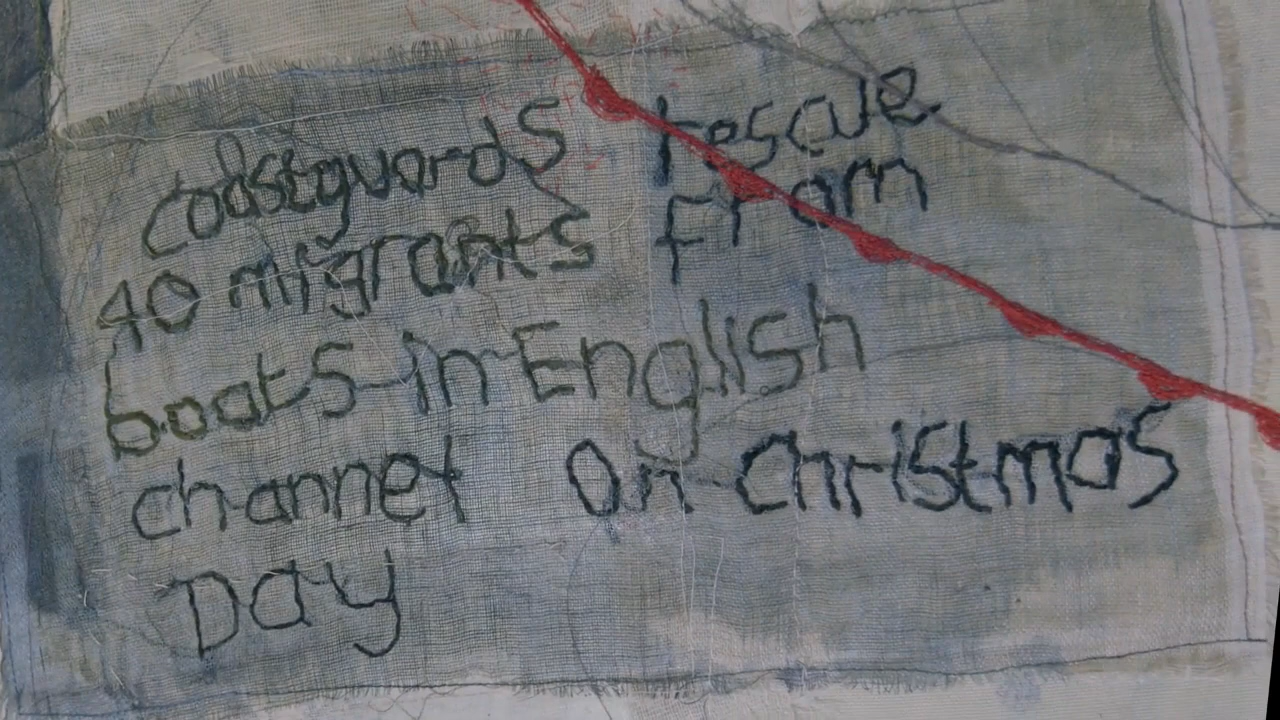 Coastguards rescue
40 migrants from
boats in English
channel On Christmas
Day